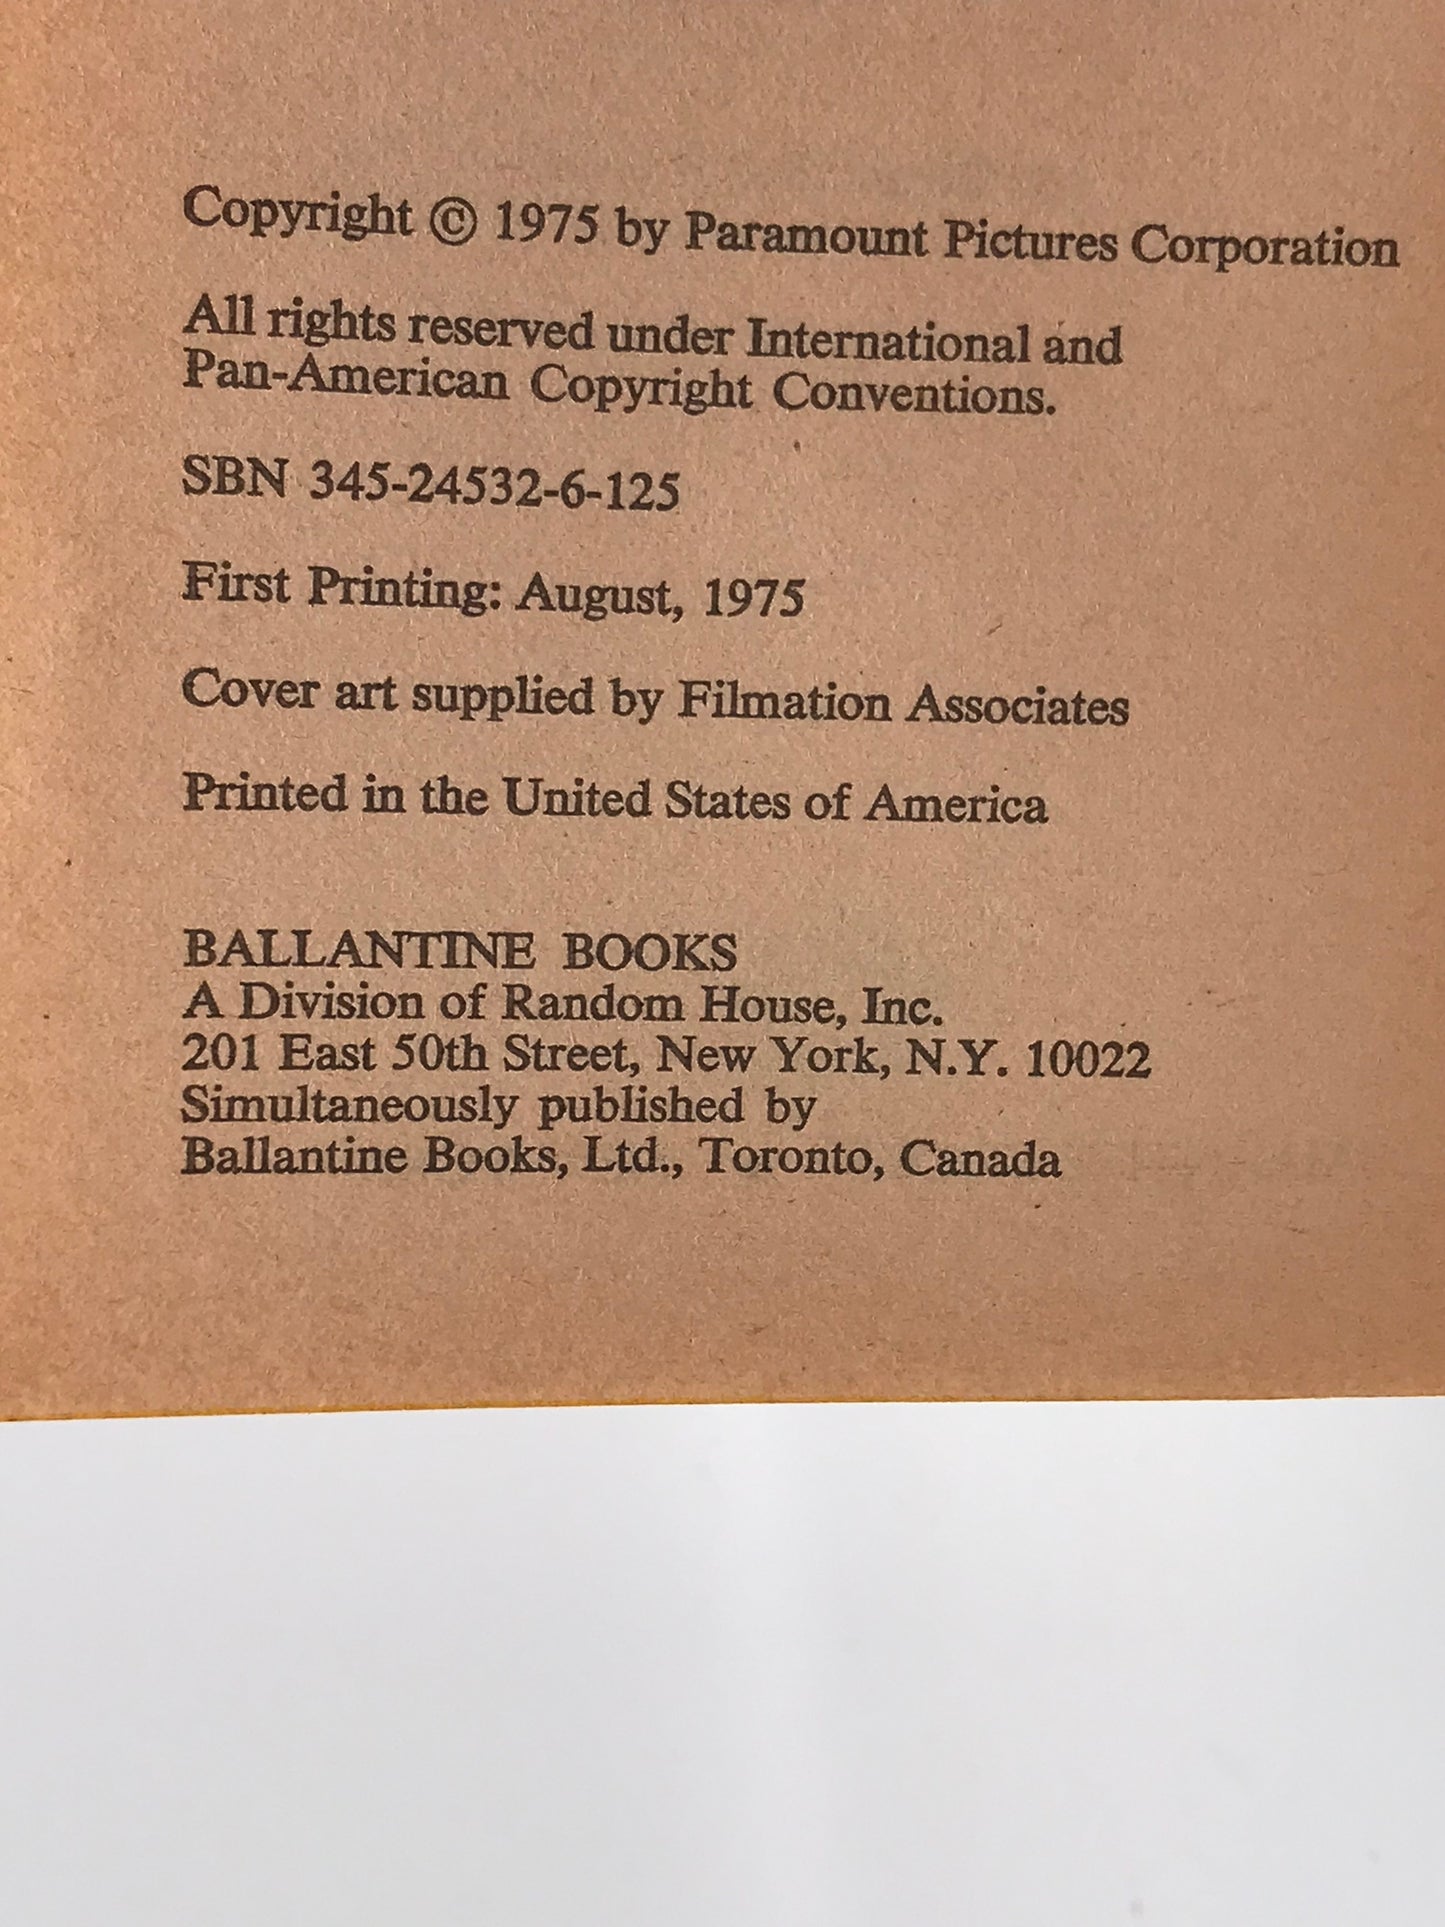 Copyright © 1975 by Paramount Pictures Corporation
All rights reserved under International and
Pan-American Copyright Conventions.
SBN 345-24532-6-125
First Printing: August, 1975
Cover art supplied by Filmation Associates
Printed in the United States of America
BALLANTINE BOOKS
A Division of Random House, Inc.
201 East 50th Street, New York, N.Y. 10022
Simultaneously published by
Ballantine Books, Ltd., Toronto, Canada